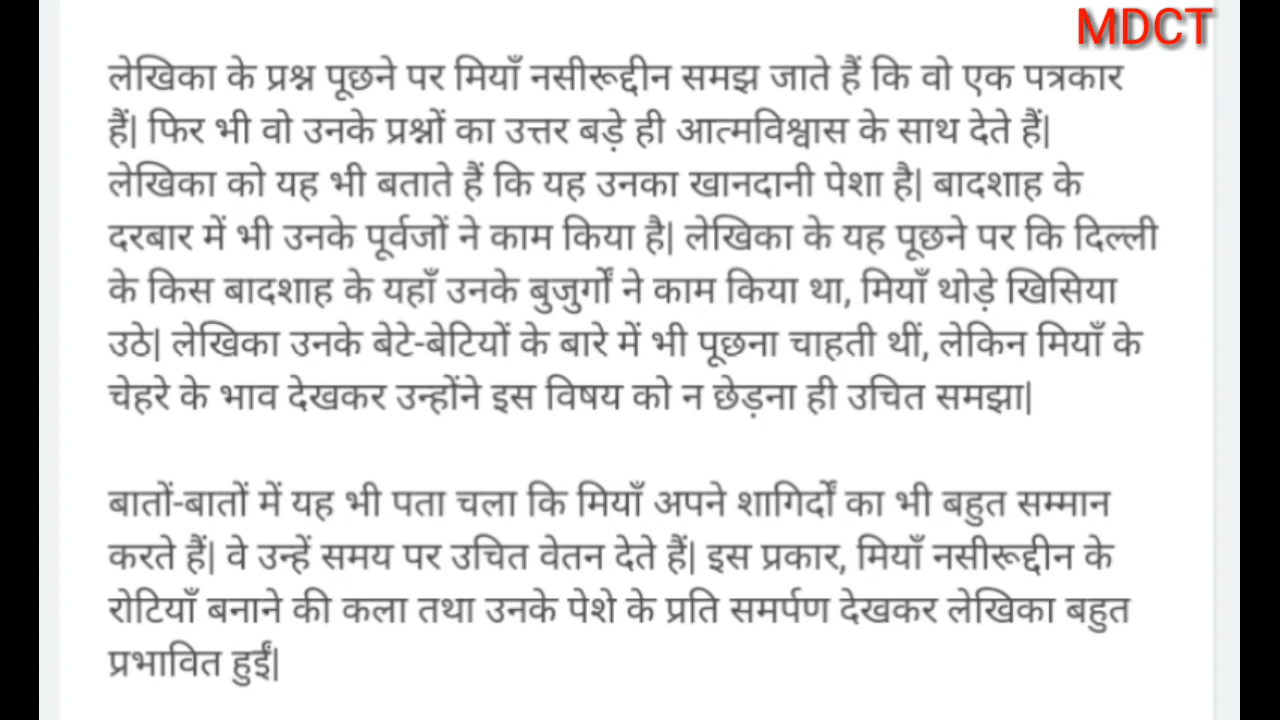 MDCT
लेखिका के प्रश्न पूछने पर मियाँ नसीरूद्दीन समझ जाते हैं कि वो एक पत्रकार
हैं| फिर भी वो उनके प्रश्नों का उत्तर बड़े ही आत्मविश्वास के साथ देते हैं|
लेखिका को यह भी बताते हैं कि यह उनका खानदानी पेशा है| बादशाह के
दरबार में भी उनके पूर्वजों ने काम किया है| लेखिका के यह पूछने पर कि दिल्ली
के किस बादशाह के यहाँ उनके बुजुर्गों ने काम किया था, मियाँ थोड़े खिसिया
उठे| लेखिका उनके बेटे-बेटियों के बारे में भी पूछना चाहती थीं, लेकिन मियाँ के
चेहरे के भाव देखकर उन्होंने इस विषय को न छेड़ना ही उचित समझा|
बातों-बातों में यह भी पता चला कि मियाँ अपने शागिर्दों का भी बहुत सम्मान
करते हैं| वे उन्हें समय पर उचित वेतन देते हैं| इस प्रकार, मियाँ नसीरूद्दीन के
रोटियाँ बनाने की कला तथा उनके पेशे के प्रति समर्पण देखकर लेखिका बहुत
प्रभावित हुईं|